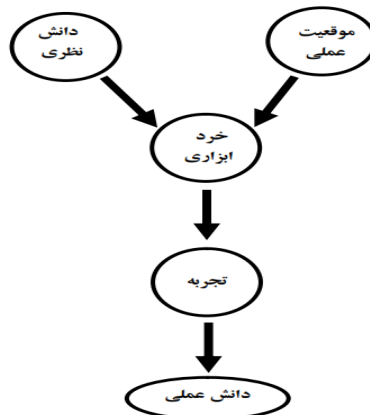 موقعیت
عملی
دانش
نظری
خرد
ابزاری
تجربه
دانش عملی